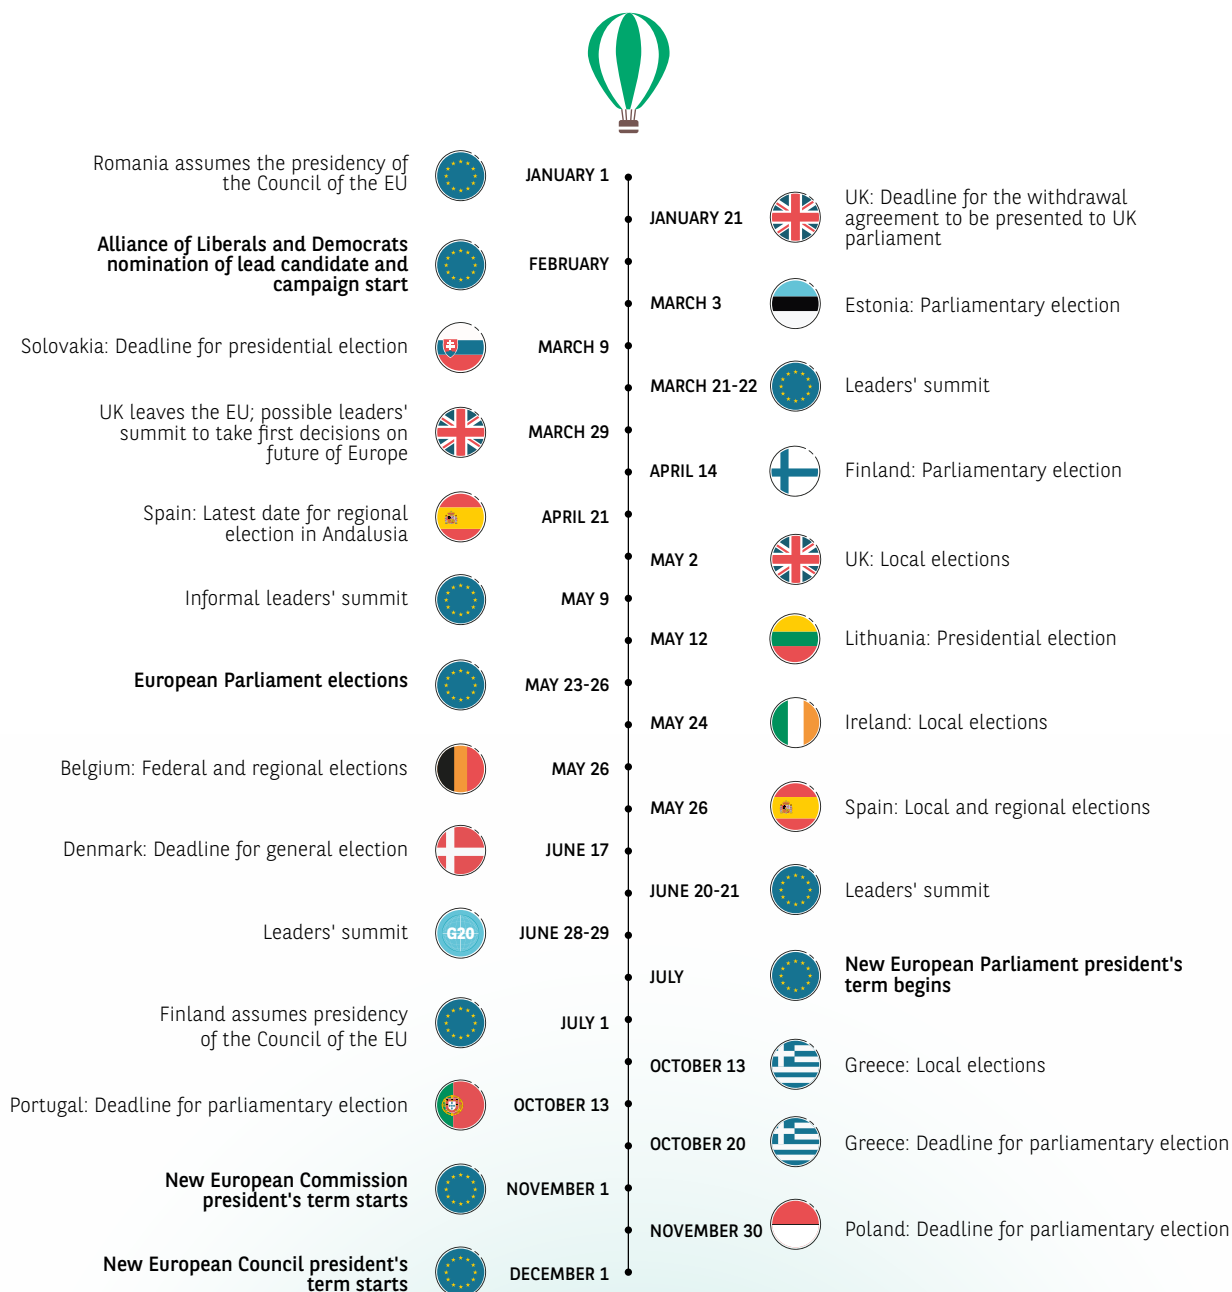 Romania assumes the presidency of
the Council of the EU
JANUARY 1
JANUARY 21
UK: Deadline for the withdrawal
agreement to be presented to UK
parliament
Alliance of Liberals and Democrats
nomination of lead candidate and
campaign start
FEBRUARY
MARCH 3
Estonia: Parliamentary election
Solovakia: Deadline for presidential election
MARCH 9
MARCH 21-22
Leaders' summit
UK leaves the EU; possible leaders'
summit to take first decisions on
future of Europe
MARCH 29
APRIL 14
Finland: Parliamentary election
Spain: Latest date for regional
election in Andalusia
APRIL 21
MAY 2
UK: Local elections
Informal leaders' summit
MAY 9
MAY 12
Lithuania: Presidential election
European Parliament elections
MAY 23-26
MAY 24
Ireland: Local elections
Belgium: Federal and regional elections
MAY 26
MAY 26
Spain: Local and regional elections
Denmark: Deadline for general election
JUNE 17
JUNE 20-21
Leaders' summit
Leaders' summit
G20
JUNE 28-29
JULY
New European Parliament president's
term begins
Finland assumes presidency
of the Council of the EU
JULY 1
OCTOBER 13
Greece: Local elections
Portugal: Deadline for parliamentary election
OCTOBER 13
OCTOBER 20
Greece: Deadline for parliamentary election
New European Commission
president's term starts
NOVEMBER 1
NOVEMBER 30
Poland: Deadline for parliamentary election
New European Council president's
term starts
DECEMBER 1